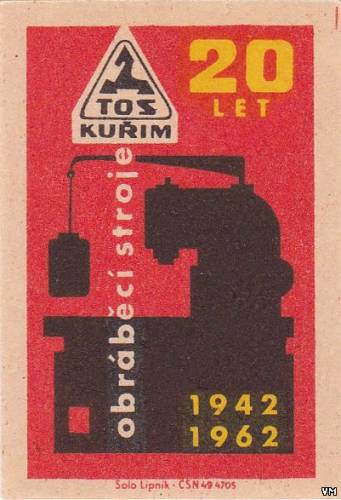 TOS
KUŘIM
20
LET
obráběcí stroje
1942
1962
Solo Lipník - ČSN 49 4705
VM